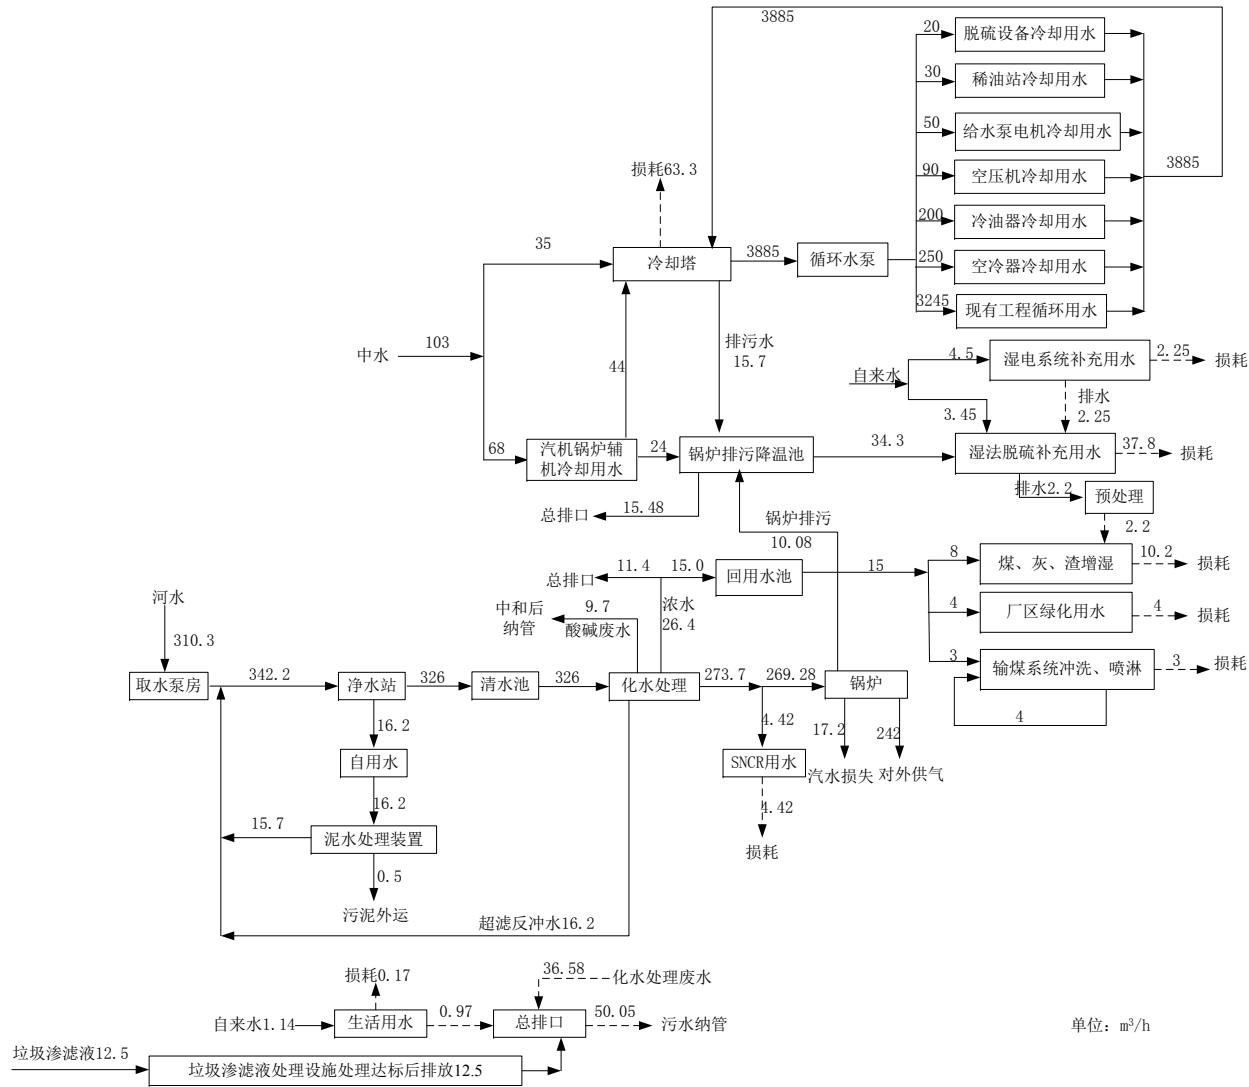 3885
20
脱硫设备冷却用水
30
稀油站冷却用水
50
给水泵电机冷却用水
90
空压机冷却用水
3885
200
冷油器冷却用水
250
空冷器冷却用水
3245
现有工程循环用水
损耗63.3
35
冷却塔
3885
循环水泵
中水
103
44
排污水
15.7
自来水
4.5
湿电系统补充用水
2.25
损耗
排水
2.25
3.45
68
汽机锅炉辅
机冷却用水
24
锅炉排污降温池
34.3
湿法脱硫补充用水
37.8
损耗
总排口
15.48
锅炉排污
10.08
排水2.2
预处理
2.2
总排口
11.4
15.0
回用水池
15
8
煤、灰、渣增湿
10.2
损耗
河水
310.3
中和后
纳管
9.7
酸碱废水
浓水
26.4
4
厂区绿化用水
4
损耗
取水泵房
342.2
净水站
326
清水池
326
化水处理
273.7
269.28
锅炉
3
输煤系统冲洗、喷淋
3
损耗
4
16.2
4.42
17.2
242
自用水
SNCR用水
汽水损失
对外供气
16.2
4.42
15.7
泥水处理装置
损耗
0.5
污泥外运
超滤反冲水16.2
损耗0.17
36.58
化水处理废水
自来水1.14
生活用水
0.97
总排口
50.05
污水纳管
单位：m³/h
垃圾渗滤液12.5
垃圾渗滤液处理设施处理达标后排放12.5